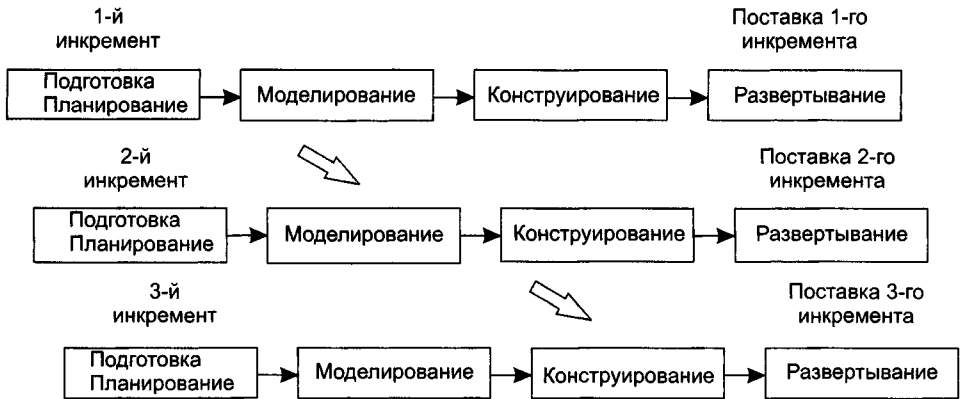 1-й
инкремент
Поставка 1-го
инкремента
Подготовка
Планирование
Моделирование
Конструирование
Развертывание
2-й
инкремент
Поставка 2-го
инкремента
Подготовка
Планирование
Моделирование
Конструирование
Развертывание
3-й
инкремент
Поставка 3-го
инкремента
Подготовка
Планирование
Моделирование
Конструирование
Развертывание